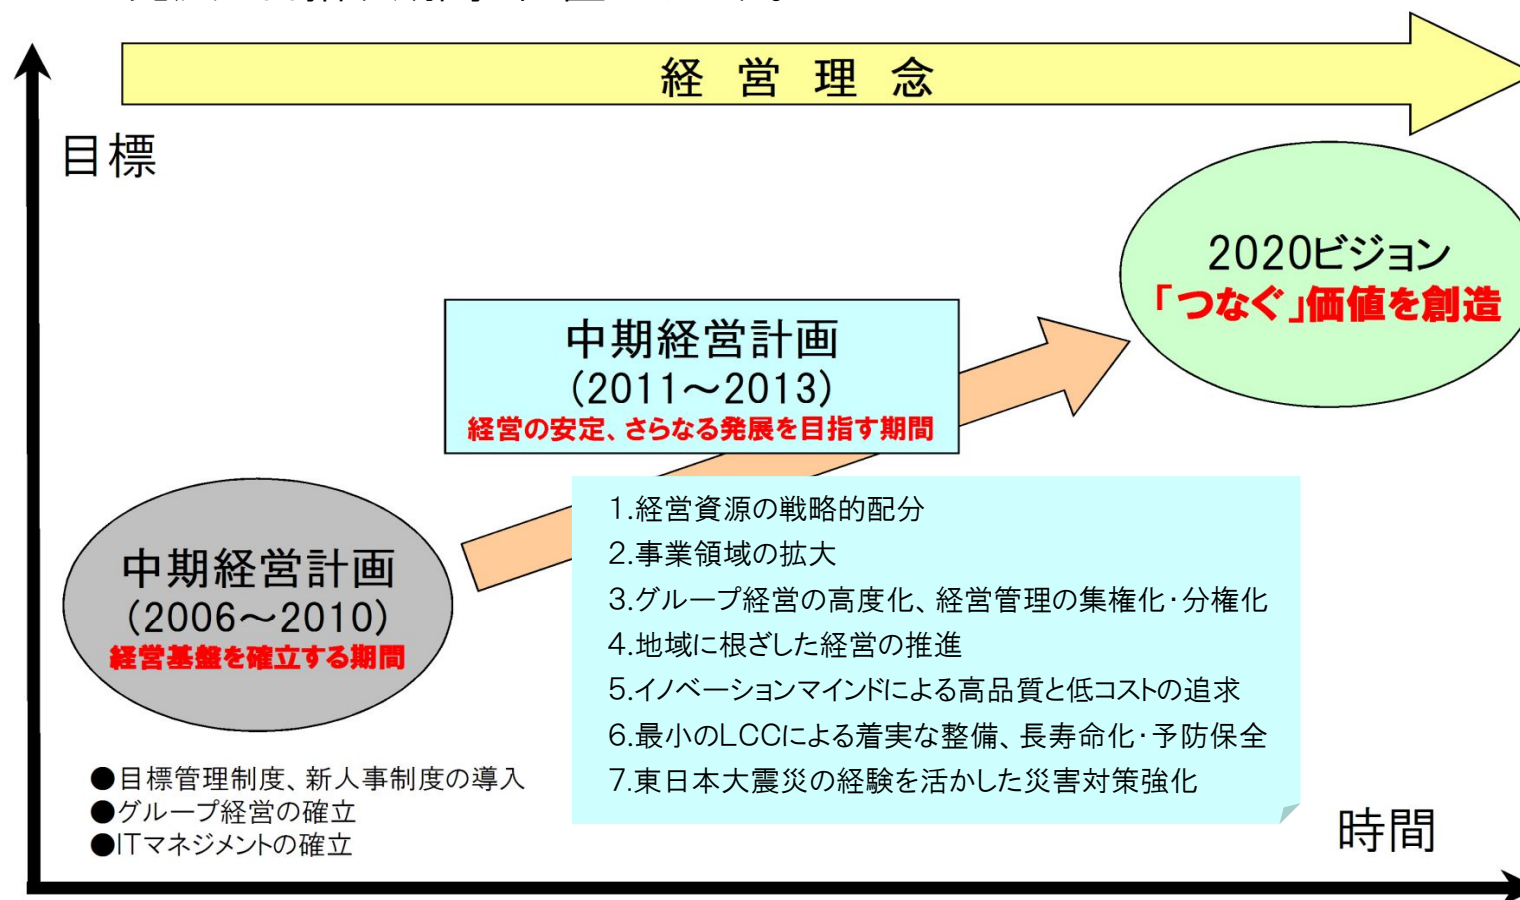 経営理念
目標
2020ビジョン
「つなぐ」価値を創造
中期経営計画
(2011～2013)
経営の安定、さらなる発展を目指す期間
中期経営計画
(2006～2010)
経営基盤を確立する期間
1.経営資源の戦略的配分
2.事業領域の拡大
3.グループ経営の高度化、経営管理の集権化・分権化
4.地域に根ざした経営の推進
5.イノベーションマインドによる高品質と低コストの追求
6.最小のLCCによる着実な整備、長寿命化・予防保全
7.東日本大震災の経験を活かした災害対策強化
●目標管理制度、新人事制度の導入
●グループ経営の確立
●ITマネジメントの確立
時間